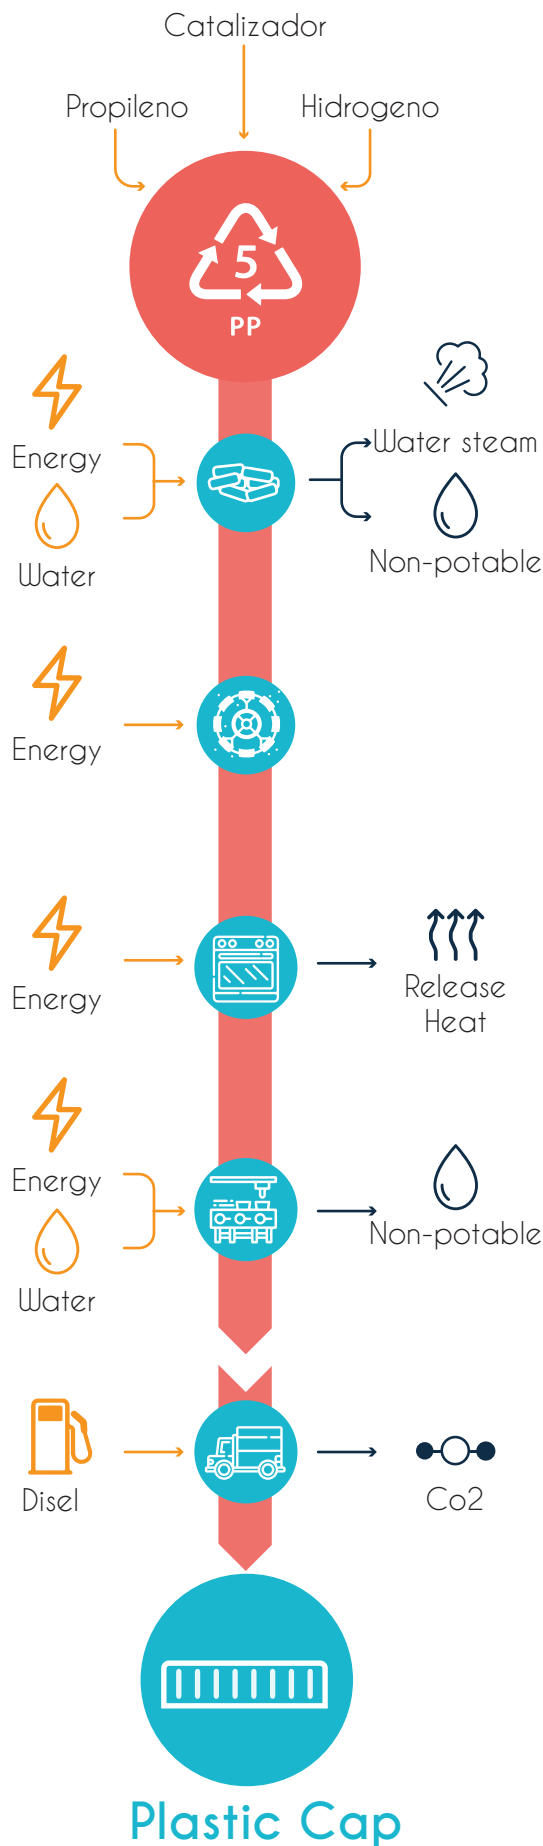 Catalizador
Propileno
Hidrogeno
5
PP
Energy
Water
Water steam
Non-potable
Energy
Energy
Release
Heat
Energy
Water
Non-potable
Disel
Co2
Plastic Cap